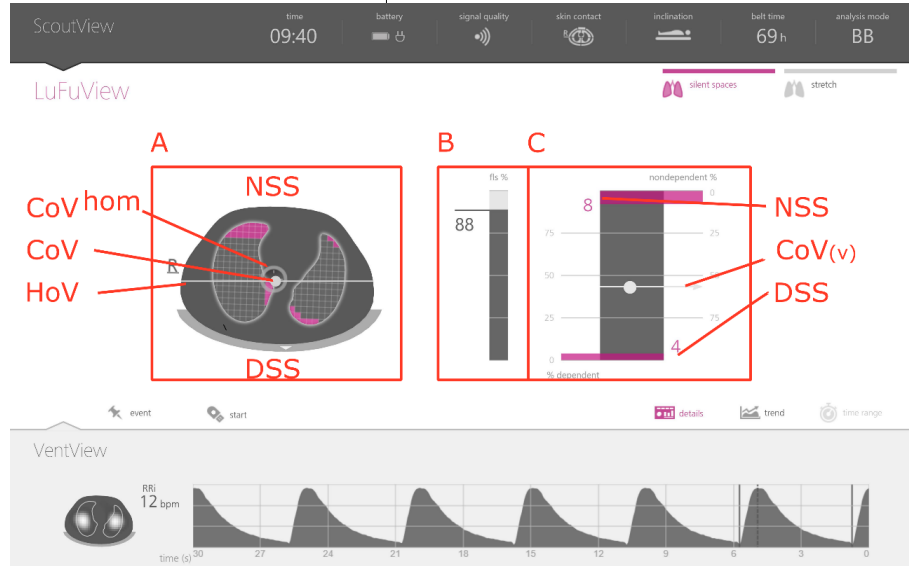 ScoutView
time
09:40
battery
signal quality
skin contact
R
inclination
belt time
69 h
analysis mode
BB
LuFuView
silent spaces
stretch
A
B
C
NSS
CoV hom
CoV
HoV
R
DSS
fls %
88
nondependent %
8
0
75
25
50
25
75
4
0
% dependent
NSS
CoV(v)
DSS
event
start
details
trend
time range
VentView
RRi
12 bpm
time (s)
30
27
24
21
18
15
12
9
6
3
0